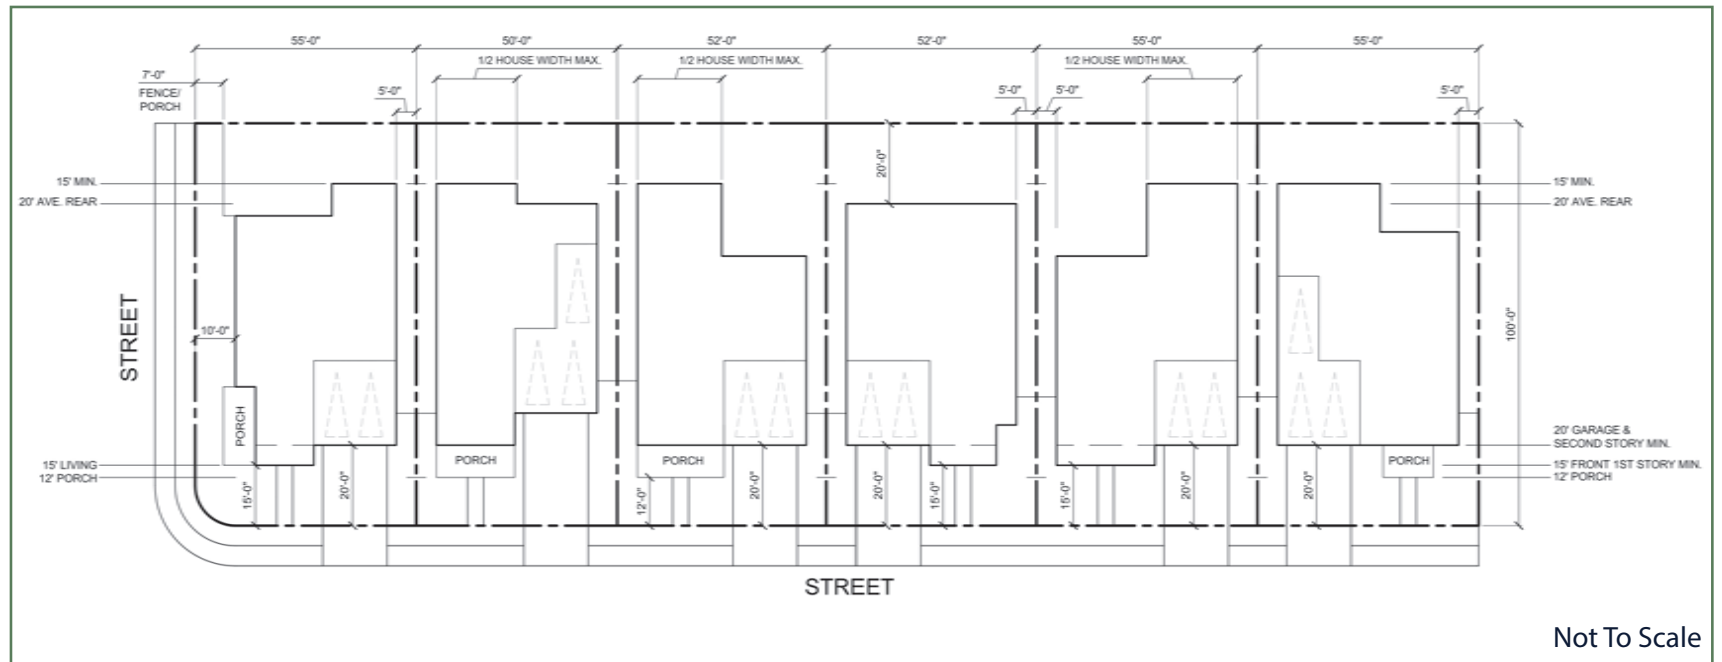 55'-0"
50'-0"
52'-0"
52'-0"
55'-0"
55'-0"
1/2 HOUSE WIDTH MAX.
1/2 HOUSE WIDTH MAX.
1/2 HOUSE WIDTH MAX.
7'-0"
FENCE/
PORCH
5'-0"
5'-0"
5'-0"
5'-0"
20'-0"
15' MIN.
20' AVE. REAR
15' MIN.
20' AVE. REAR
STREET
10'-0"
100'-0"
PORCH
15' LIVING
12' PORCH
15'-0"
20'-0"
PORCH
PORCH
12'-0"
20'-0"
20'-0"
15'-0"
15'-0"
20'-0"
20'-0"
PORCH
20' GARAGE &
SECOND STORY MIN.
15' FRONT 1ST STORY MIN.
12' PORCH
STREET
Not To Scale